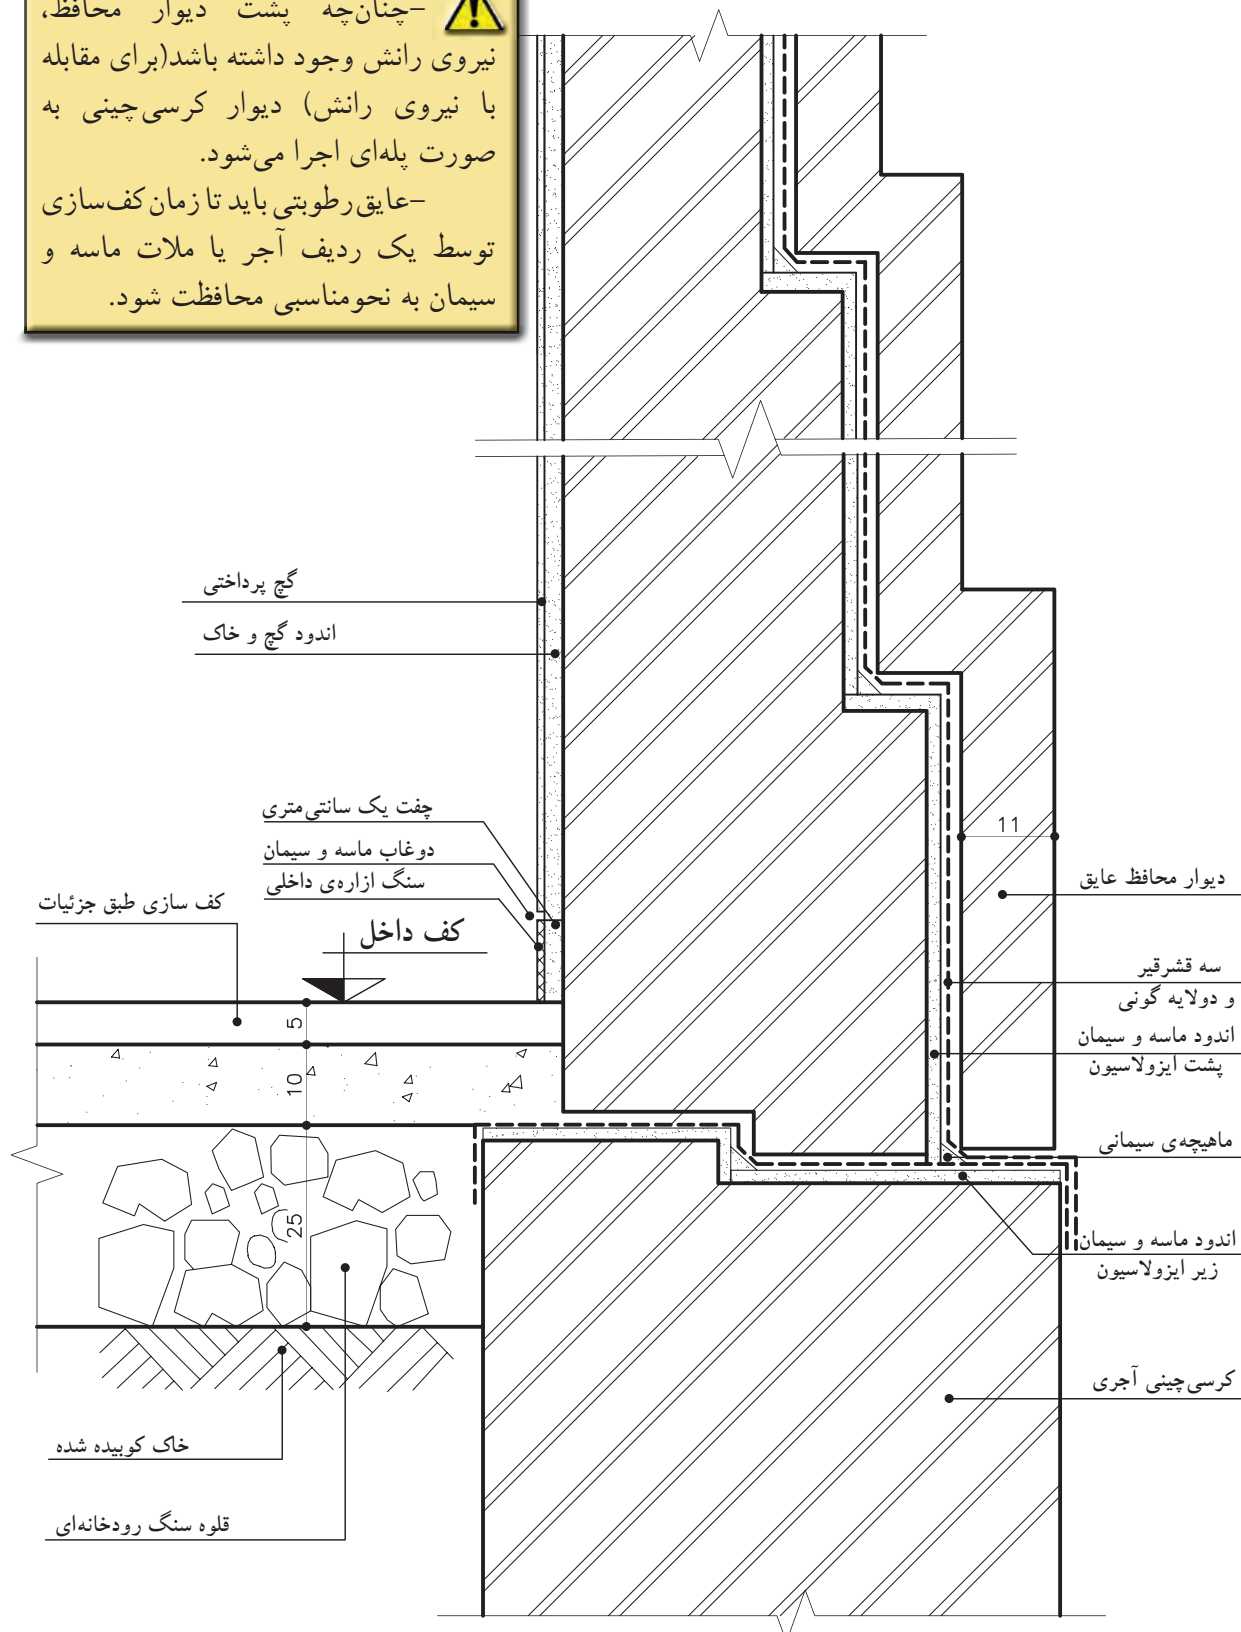 -چنان‌چه پشت دیوار محافظ،
نیروی رانش وجود داشته باشد(برای مقابله
با نیروی رانش) دیوار کرسی‌چینی به
صورت پله‌ای اجرا می‌شود.
-عایق‌رطوبتی باید تا زمان کف‌سازی
توسط یک ردیف آجر یا ملات ماسه و
سیمان به نحومناسبی محافظت شود.
گچ پرداختی
اندود گچ و خاک
چفت یک سانتی‌متری
دوغاب ماسه و سیمان
سنگ ازاره‌ی داخلی
کف سازی طبق جزئیات
کف داخل
5
10
25
خاک کوبیده شده
قلوه سنگ رودخانه‌ای
11
دیوار محافظ عایق
سه قشرقیر
و دولایه گونی
اندود ماسه و سیمان
پشت ایزولاسیون
ماهیچه‌ی سیمانی
اندود ماسه و سیمان
زیر ایزولاسیون
کرسی‌چینی آجری